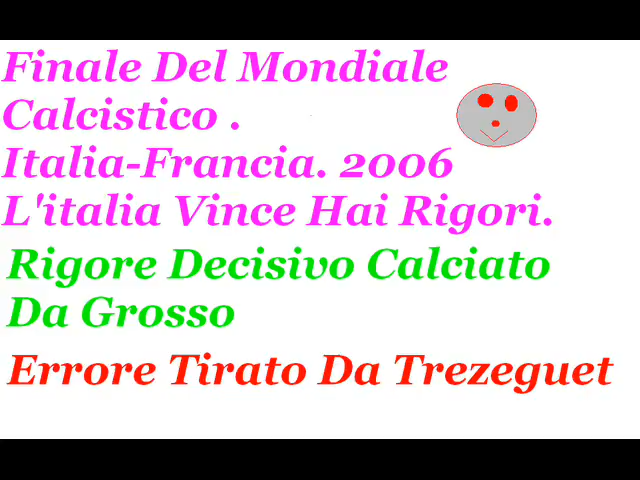 Finale Del Mondiale
Calcistico .
Italia-Francia. 2006
L'italia Vince Hai Rigori.
Rigore Decisivo Calciato
Da Grosso
Errore Tirato Da Trezeguet